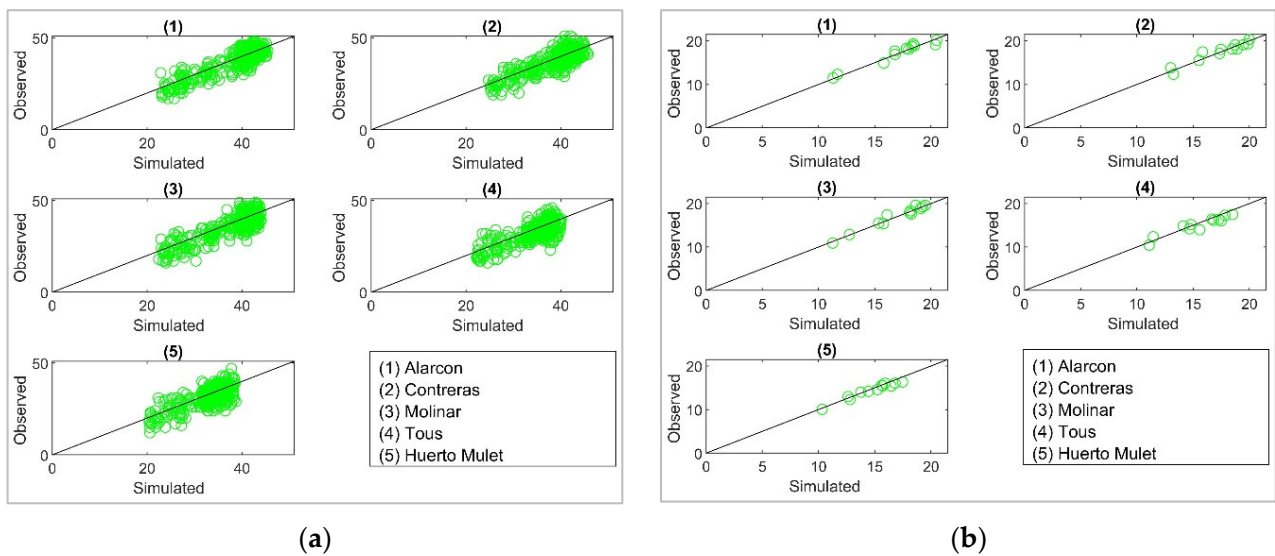 (1)
50
Observed
0
0
20
40
Simulated
(2)
50
Observed
0
0
20
40
Simulated
(3)
50
Observed
0
0
20
40
Simulated
(4)
50
Observed
0
0
20
40
Simulated
(5)
50
Observed
0
0
20
40
Simulated
(1) Alarcon
(2) Contreras
(3) Molinar
(4) Tous
(5) Huerto Mulet
(a)
(1)
20
Observed
10
0
0
5
10
15
20
Simulated
(2)
20
Observed
10
0
0
5
10
15
20
Simulated
(3)
20
Observed
10
0
0
5
10
15
20
Simulated
(4)
20
Observed
10
0
0
5
10
15
20
Simulated
(5)
20
Observed
10
0
0
5
10
15
20
Simulated
(1) Alarcon
(2) Contreras
(3) Molinar
(4) Tous
(5) Huerto Mulet
(b)